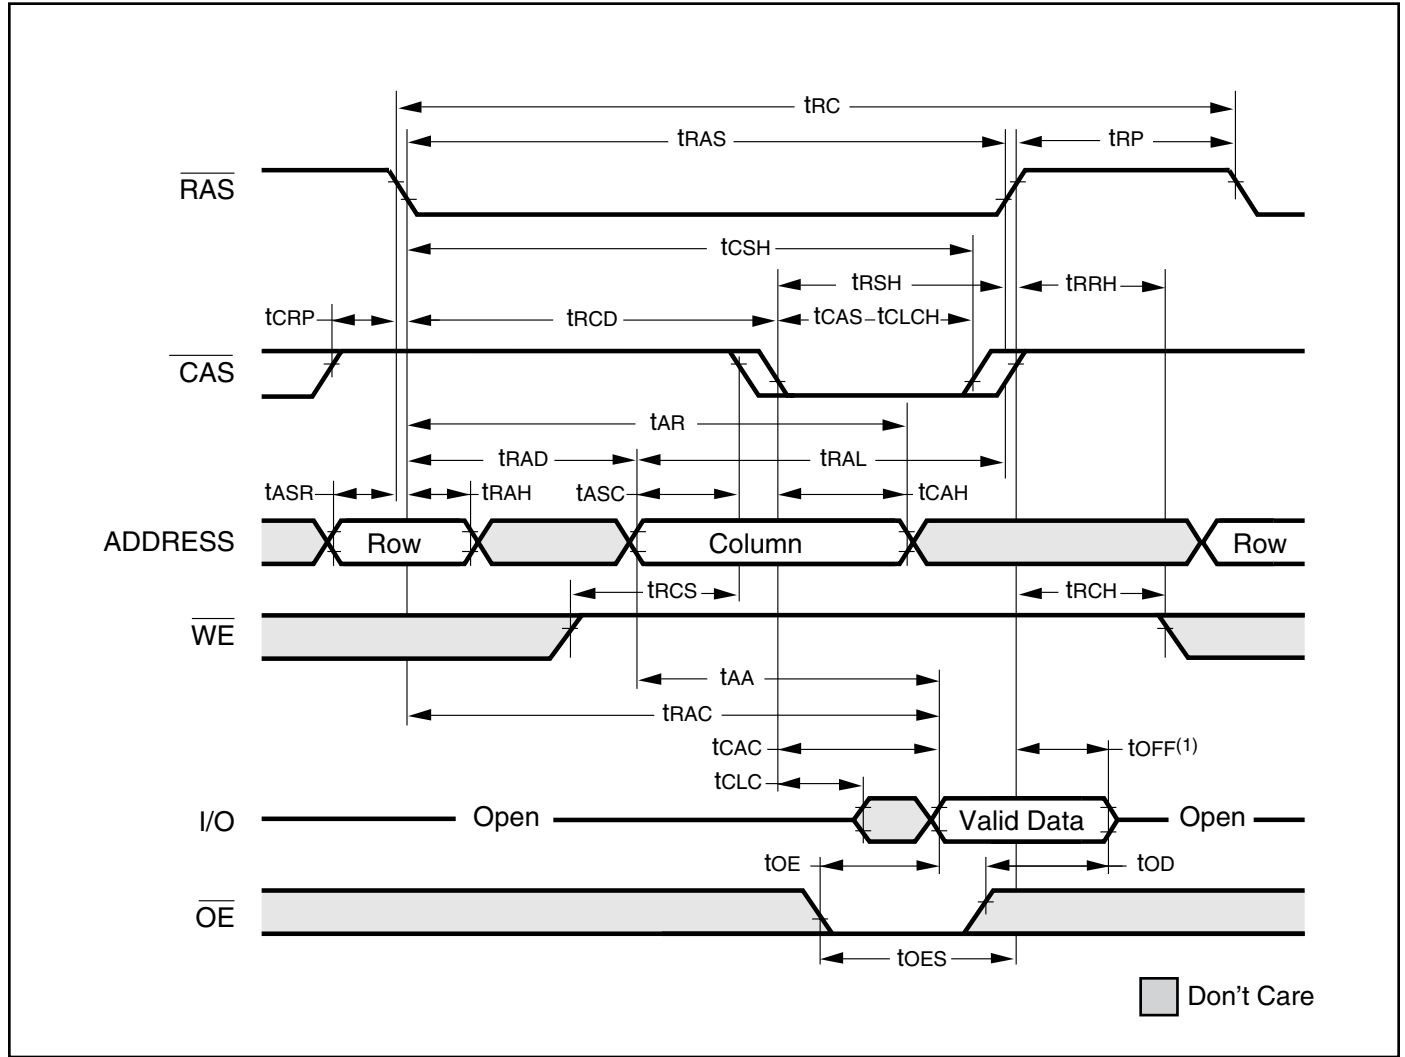 tRC
tRAS
tRP
RAS
tCSH
tRSH
tRRH
tCRP
tRCD
tCAS
tCLCH
CAS
tAR
tRAD
tRAL
tASR
tRAH
tASC
tCAH
ADDRESS
Row
Column
Row
tRCS
tRCH
WE
tAA
tRAC
tCAC
tOFF(1)
tCLC
I/O
Open
Valid Data
Open
tOE
tOD
OE
tOES
Don't Care